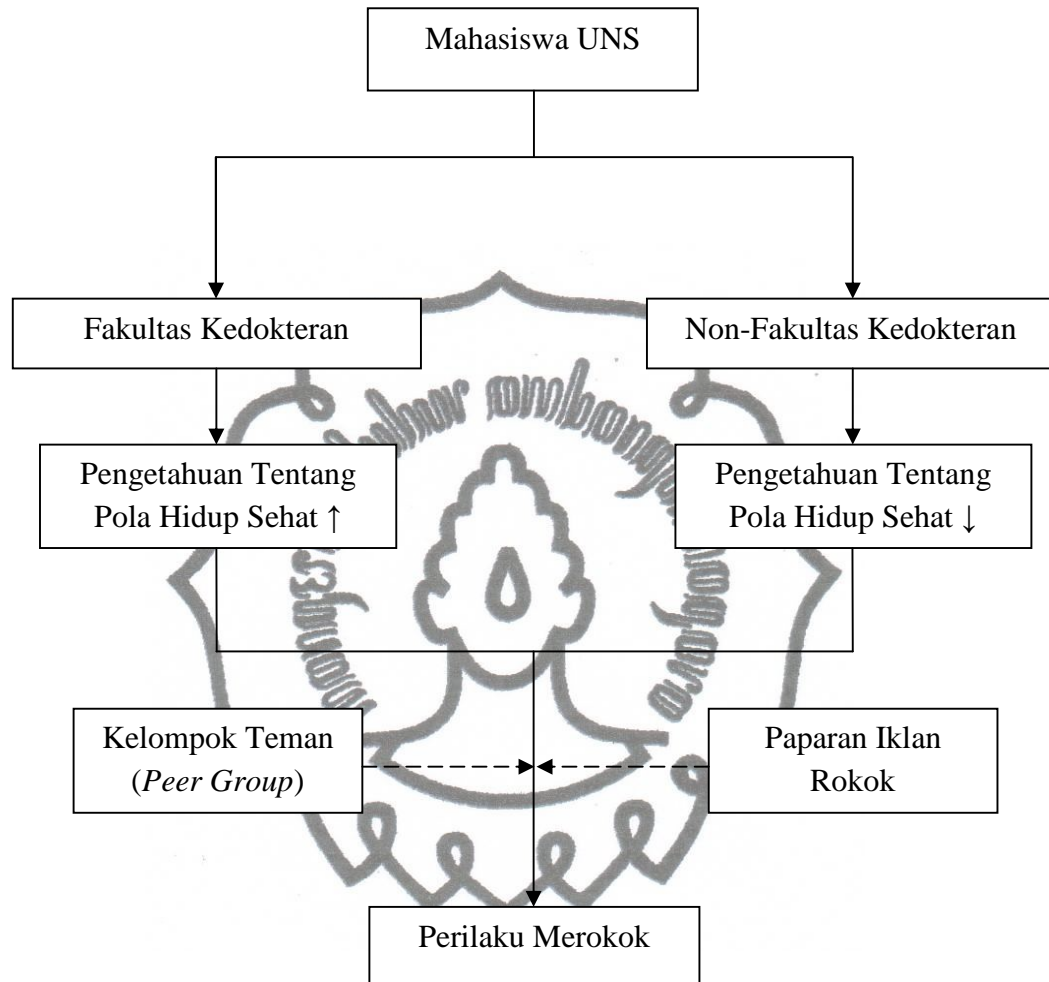 Mahasiswa UNS
Fakultas Kedokteran
Non-Fakultas Kedokteran
Pengetahuan Tentang
Pola Hidup Sehat ↑
Pengetahuan Tentang
Pola Hidup Sehat ↓
Kelompok Teman
(Peer Group)
Paparan Iklan
Rokok
Perilaku Merokok